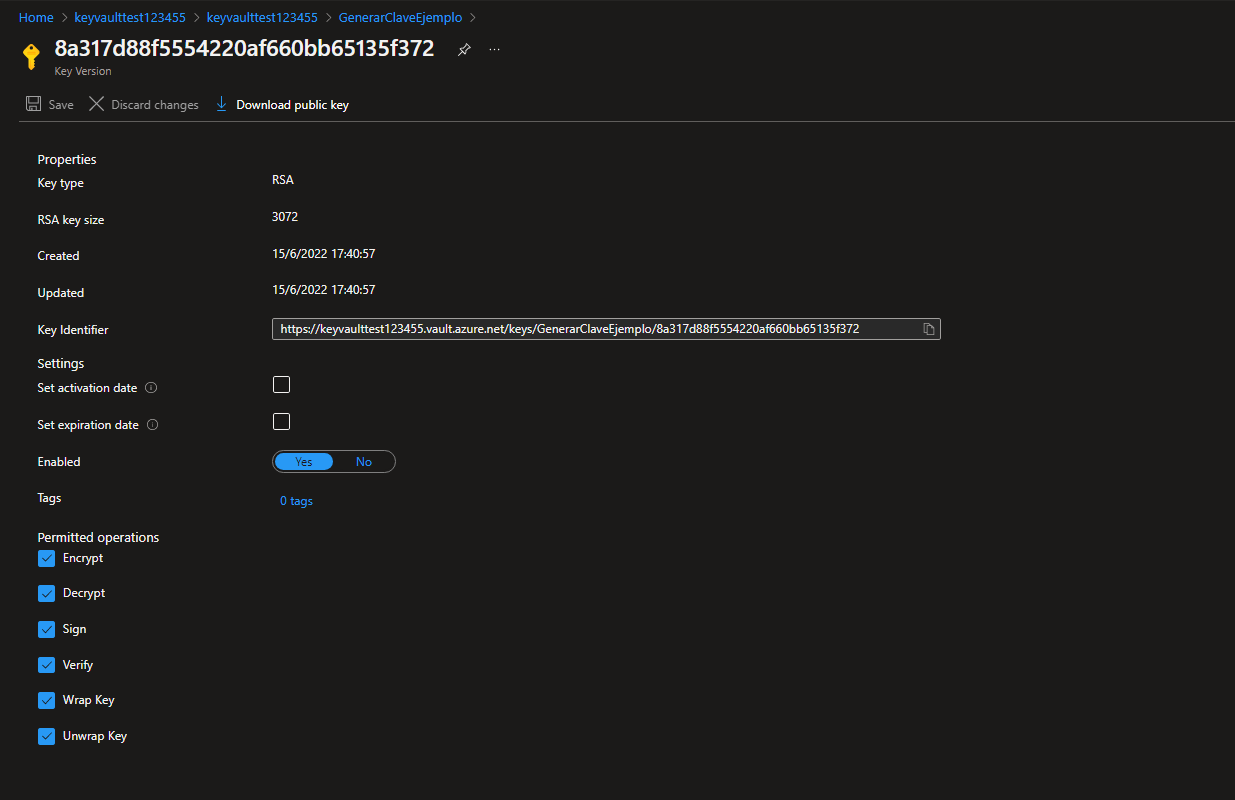 Home > keyvaulttest123455 > keyvaulttest123455 > GenerarClaveEjemplo >
8a317d88f5554220af660bb65135f372 ...
Key Version
Save Discard changes Download public key
Properties
Key type RSA
RSA key size 3072
Created 15/6/2022 17:40:57
Updated 15/6/2022 17:40:57
Key Identifier https://keyvaulttest123455.vault.azure.net/keys/GenerarClaveEjemplo/8a317d88f5554220af660bb65135f372
Settings
Set activation date
Set expiration date
Enabled Yes No
Tags 0 tags
Permitted operations
Encrypt
Decrypt
Sign
Verify
Wrap Key
Unwrap Key